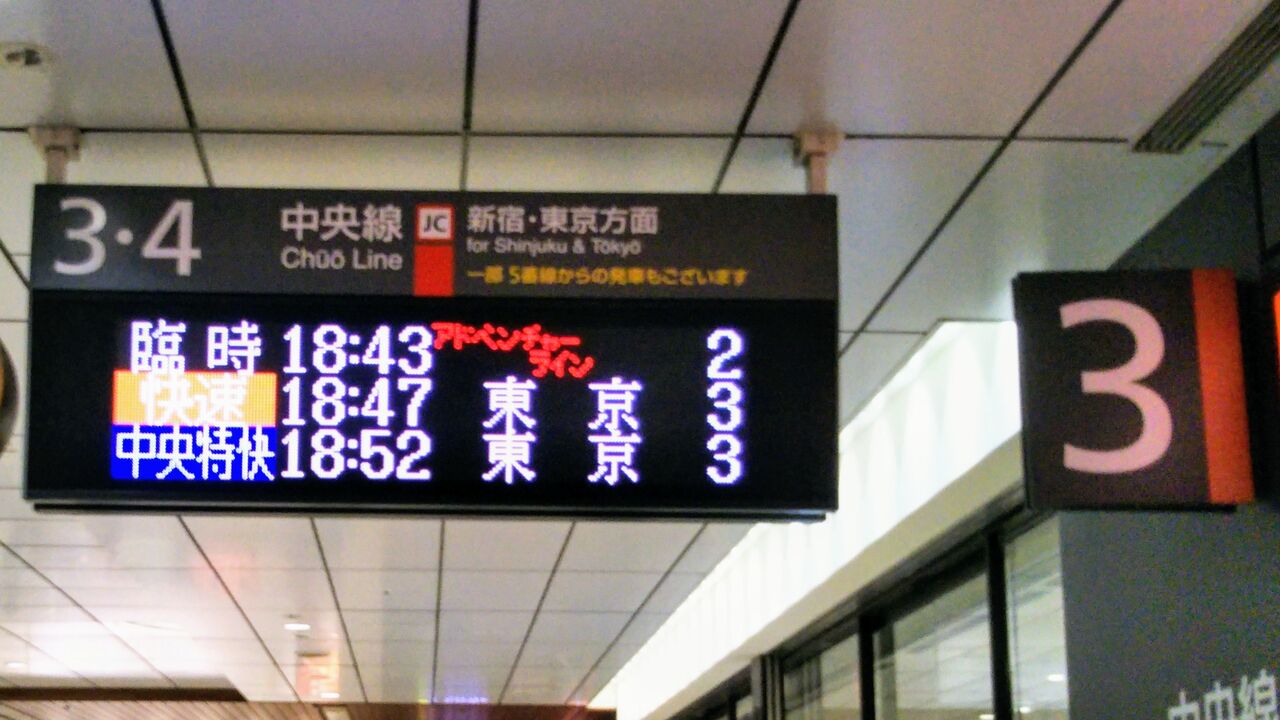 3・4 中央線 JC 新宿・東京方面
Chūō Line for Shinjuku & Tōkyō
一部 5番線からの発車もございます
臨時 18:43 アドベンチャーライン 2
快速 18:47 東京 3
中央特快 18:52 東京 3
3
中央線